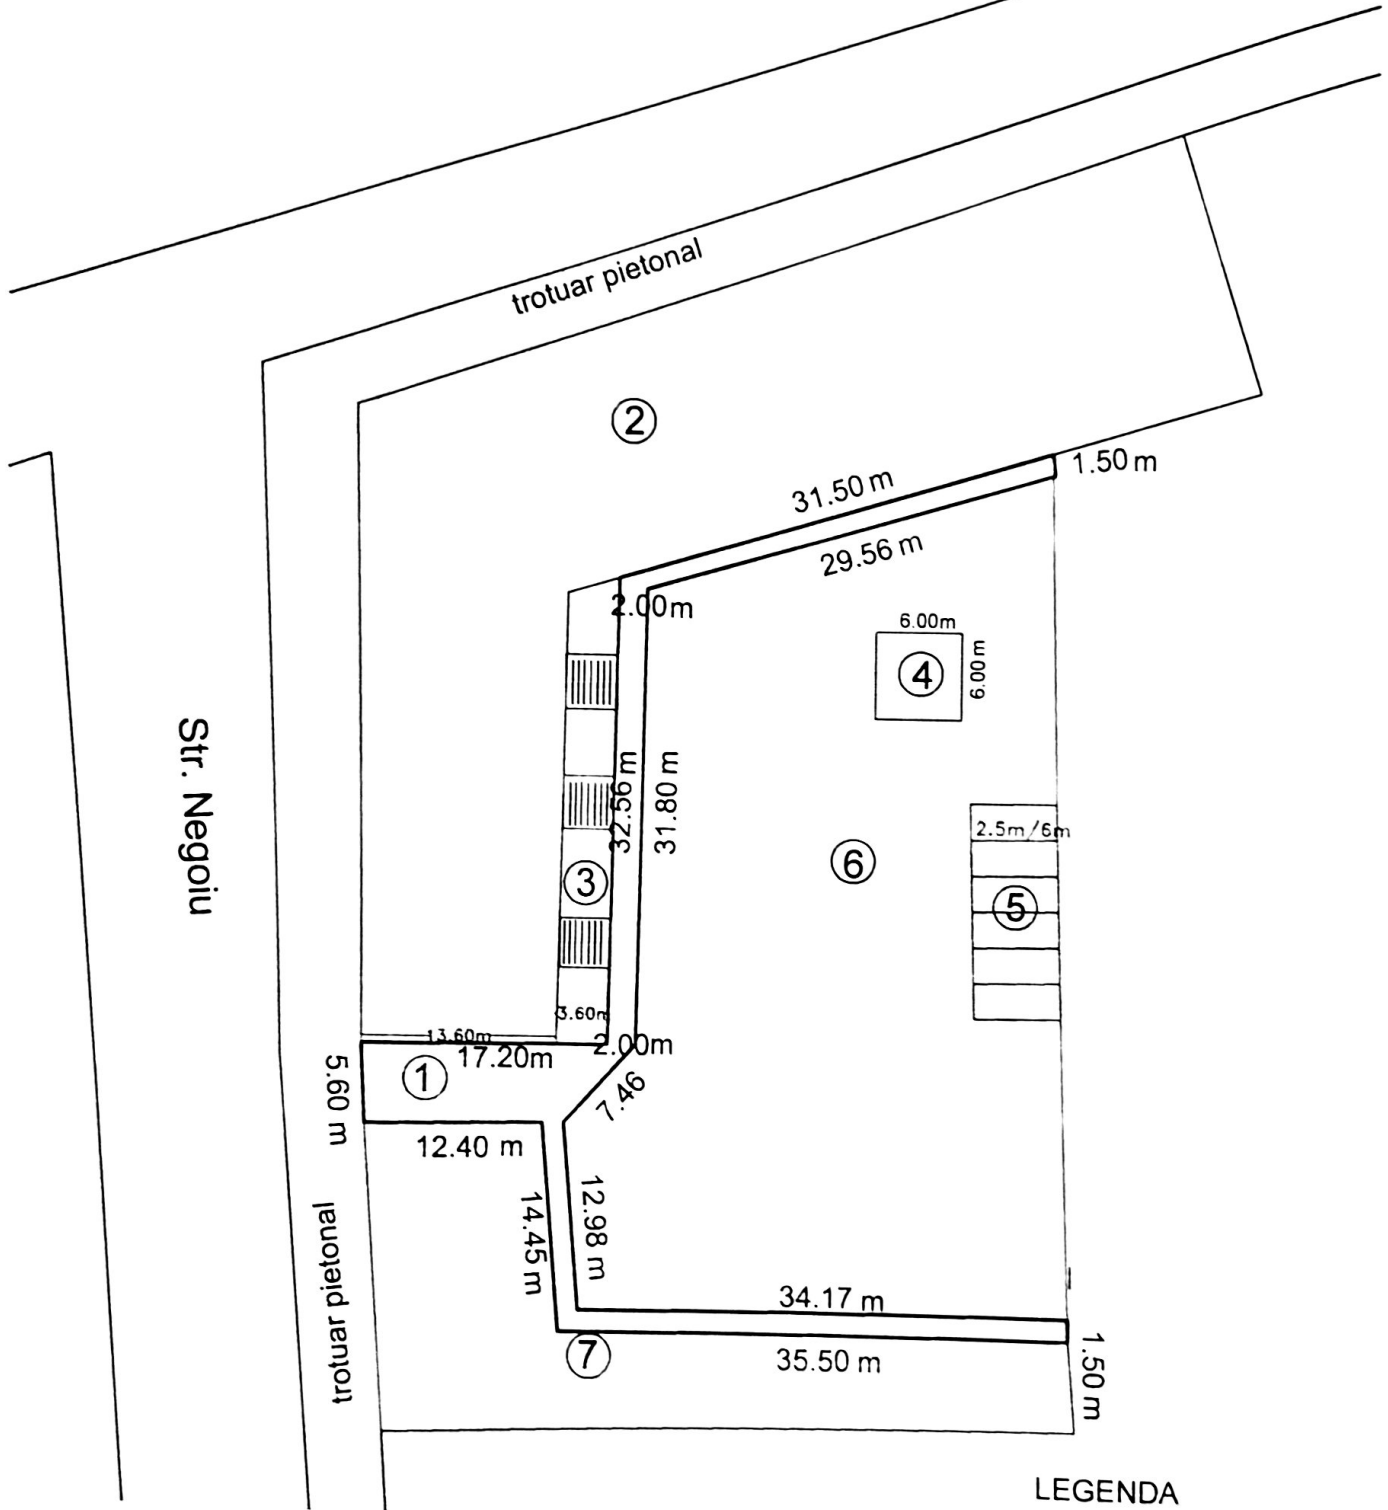 trotuar pietonal
2
1.50 m
31.50 m
29.56 m
2.00m
6.00m
4
6.00m
Str. Negoiu
32.56 m
31.80 m
2.5m/6m
6
3
5
3.60m
13.60m
17.20m
2.00m
1
5.60 m
7.46
12.40 m
14.45 m
12.98 m
trotuar pietonal
34.17 m
7
35.50 m
1.50 m
LEGENDA